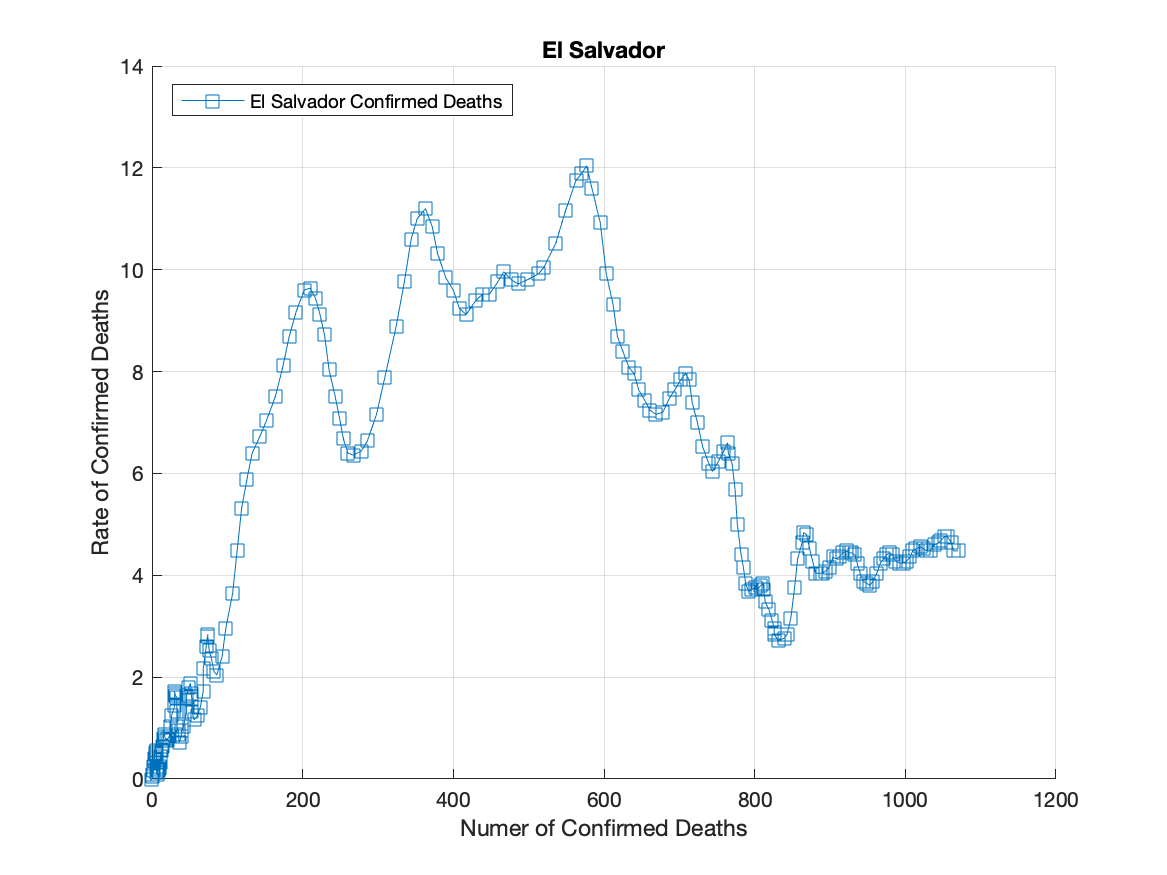 El Salvador
14
El Salvador Confirmed Deaths
12
10
8
6
4
2
0
Rate of Confirmed Deaths
0 200 400 600 800 1000 1200
Numer of Confirmed Deaths